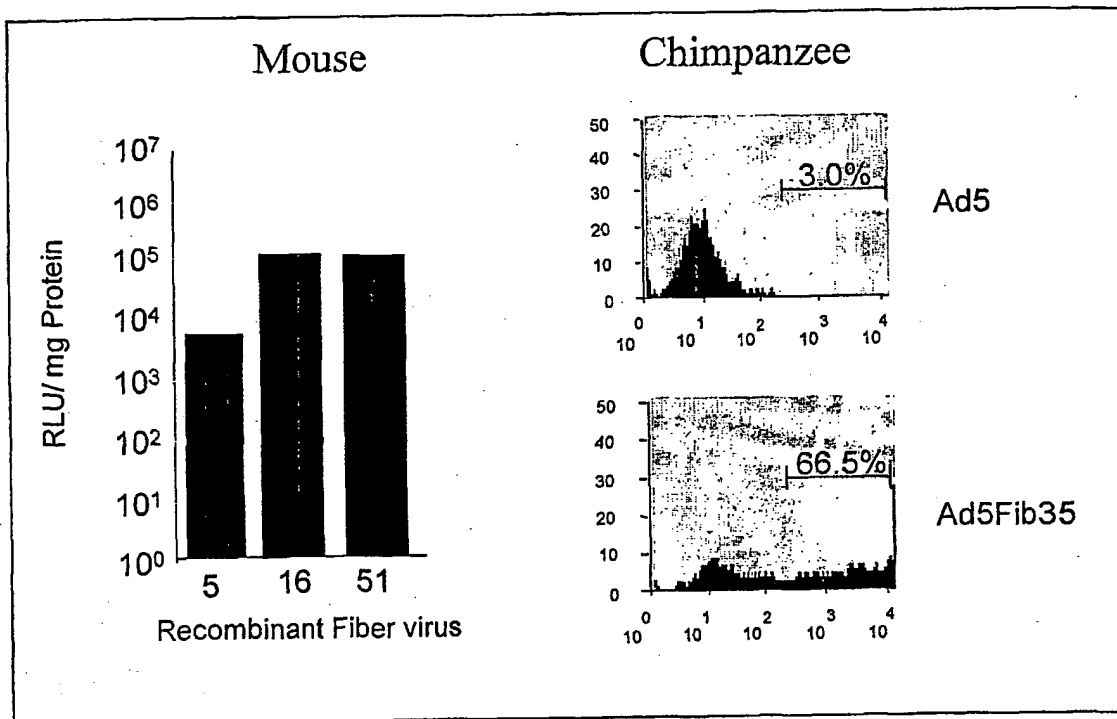 Mouse
10⁷
10⁶
10⁵
10⁴
10³
10²
10¹
10⁰
RLU/ mg Protein
5 16 51
Recombinant Fiber virus
Chimpanzee
50
40
30
20
10
0
3.0%
Ad5
10⁰ 10¹ 10² 10³ 10⁴
50
40
30
20
10
0
66.5%
Ad5Fib35
10⁰ 10¹ 10² 10³ 10⁴